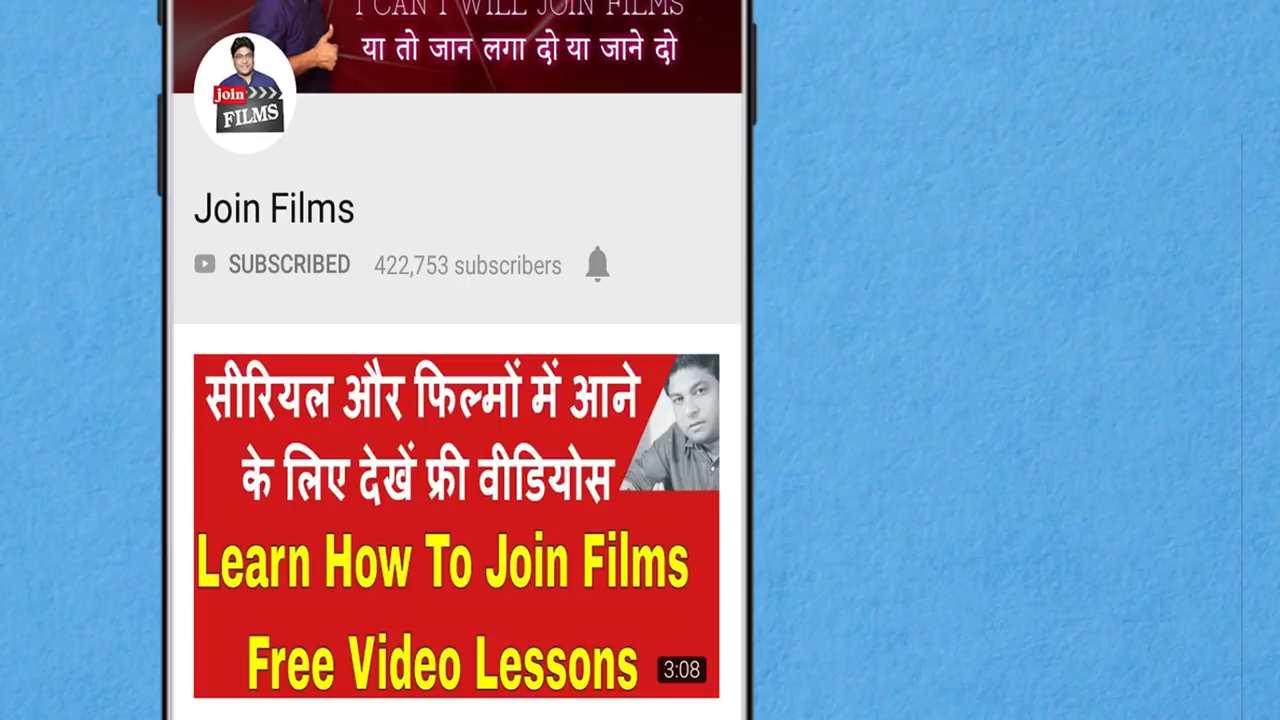 I CAN I WILL JOIN FILMS
या तो जान लगा दो या जाने दो
join
FILMS
Join Films
SUBSCRIBED 422,753 subscribers
सीरियल और फिल्मों में आने
के लिए देखें फ्री वीडियोस
Learn How To Join Films
Free Video Lessons
3:08